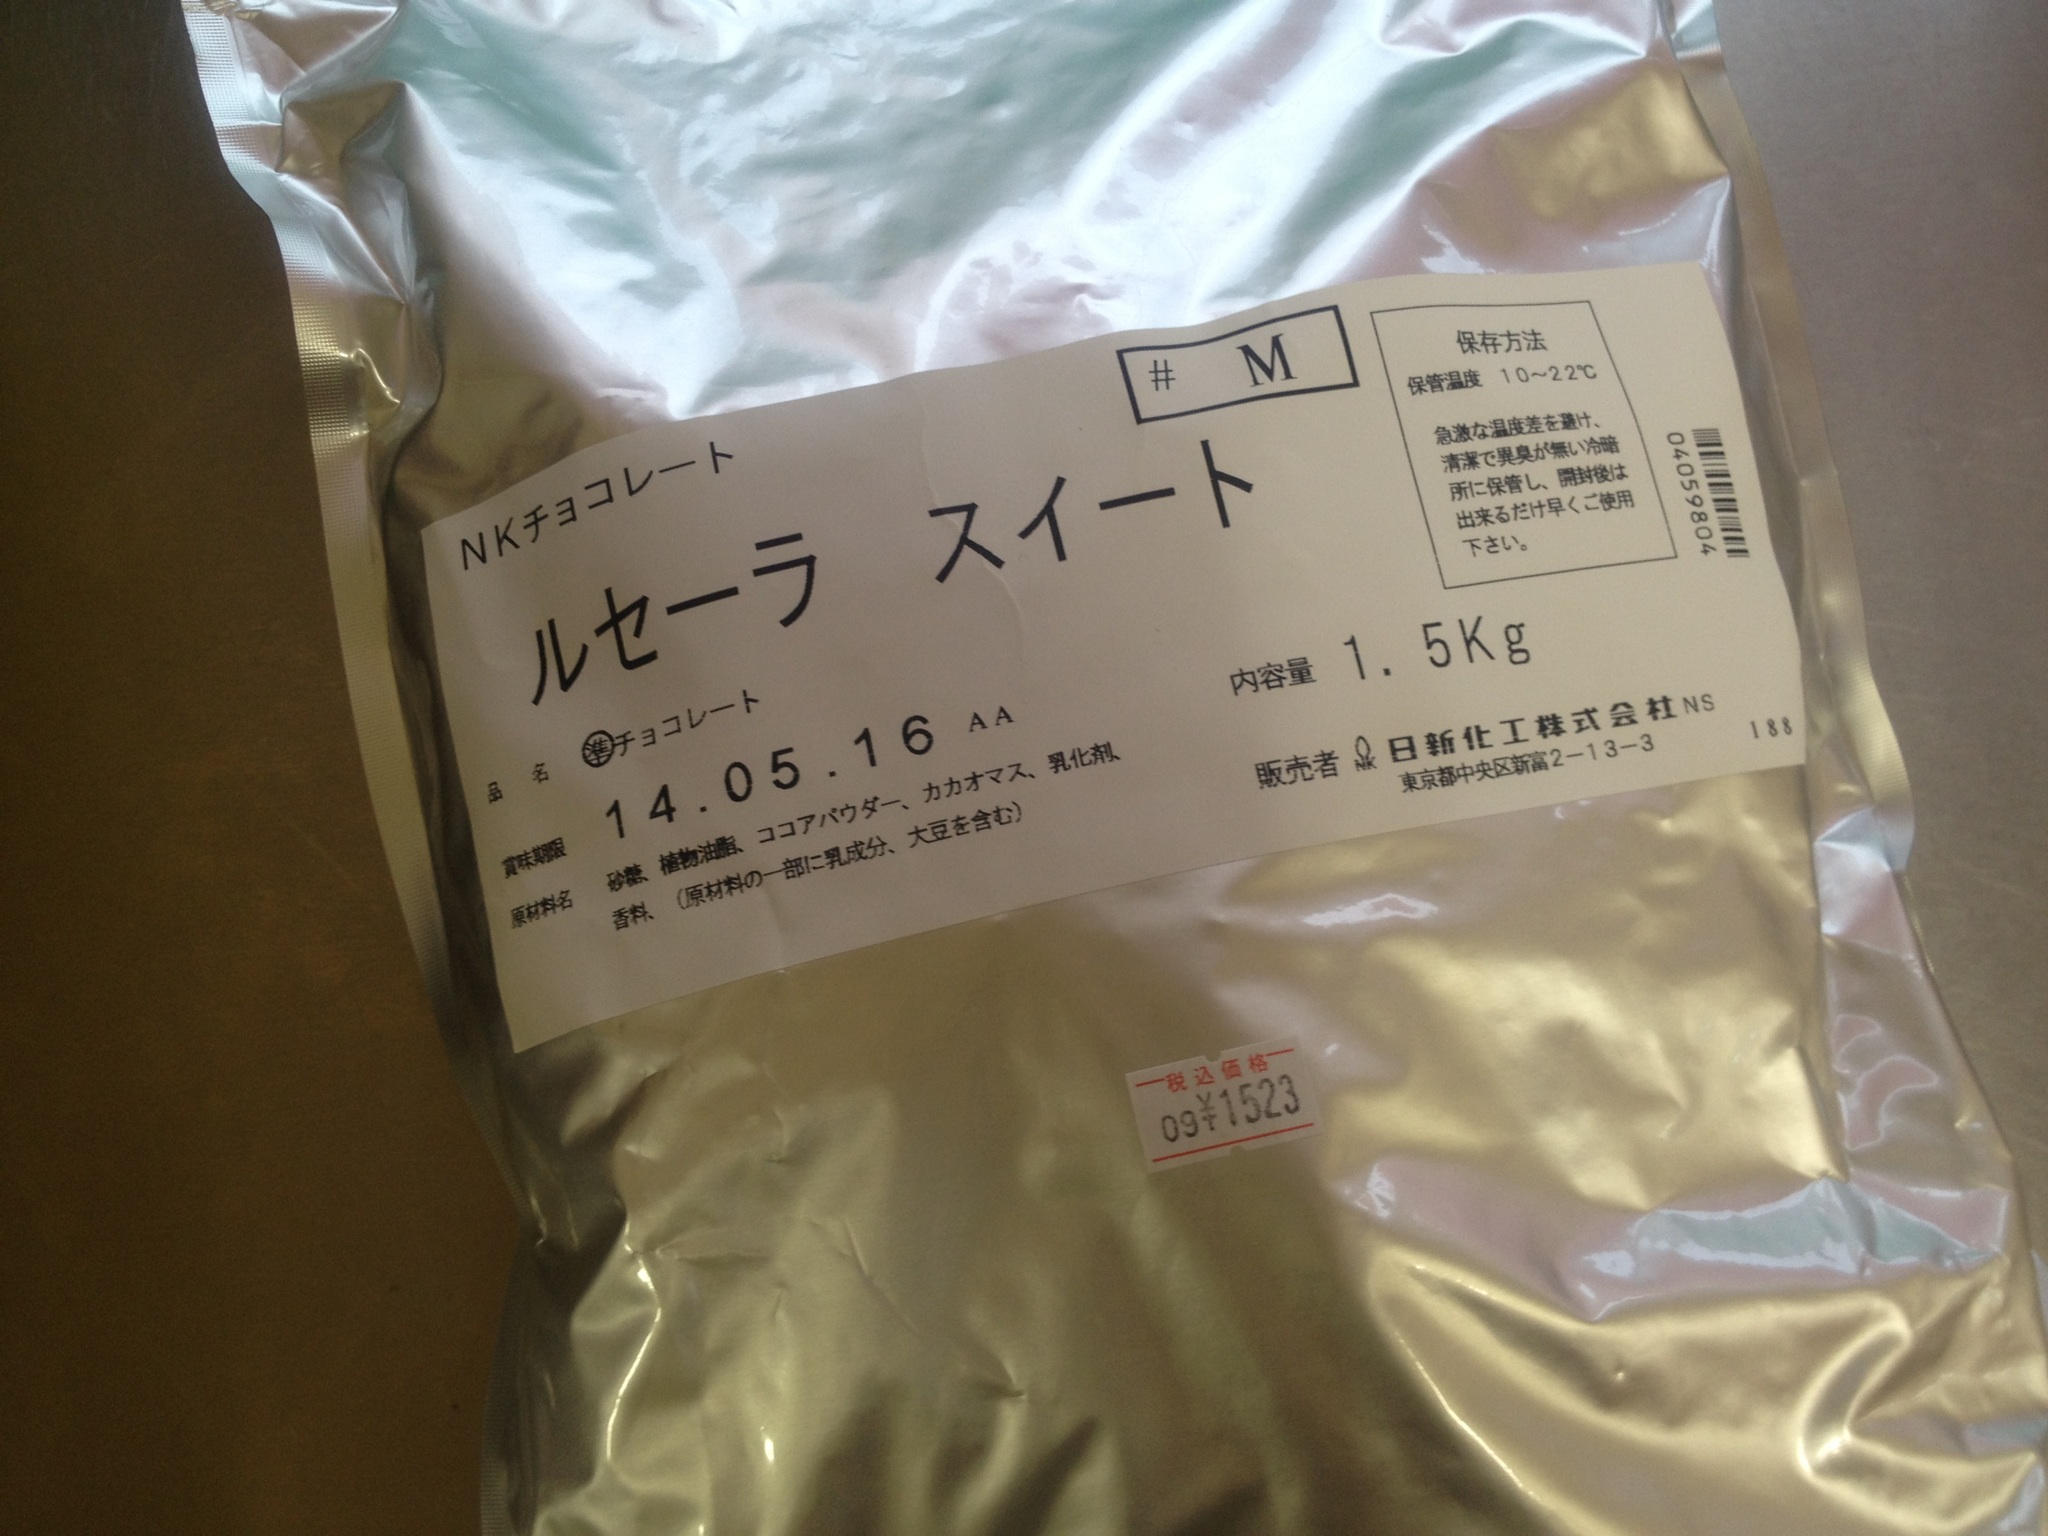 # M
NKチョコレート
ルセーラ スイート
品 名 ㊟チョコレート
賞味期限 14.05.16 AA
原材料名 砂糖、植物油脂、ココアパウダー、カカオマス、乳化剤、
香料、(原材料の一部に乳成分、大豆を含む)
保存方法
保管温度 10~22℃
急激な温度差を避け、
清潔で異臭が無い冷暗
所に保管し、開封後は
出来るだけ早くご使用
下さい。
04059804
内容量 1.5Kg
販売者 NK 日新化工株式会社 NS
東京都中央区新富2-13-3
188
税込価格
09¥1523